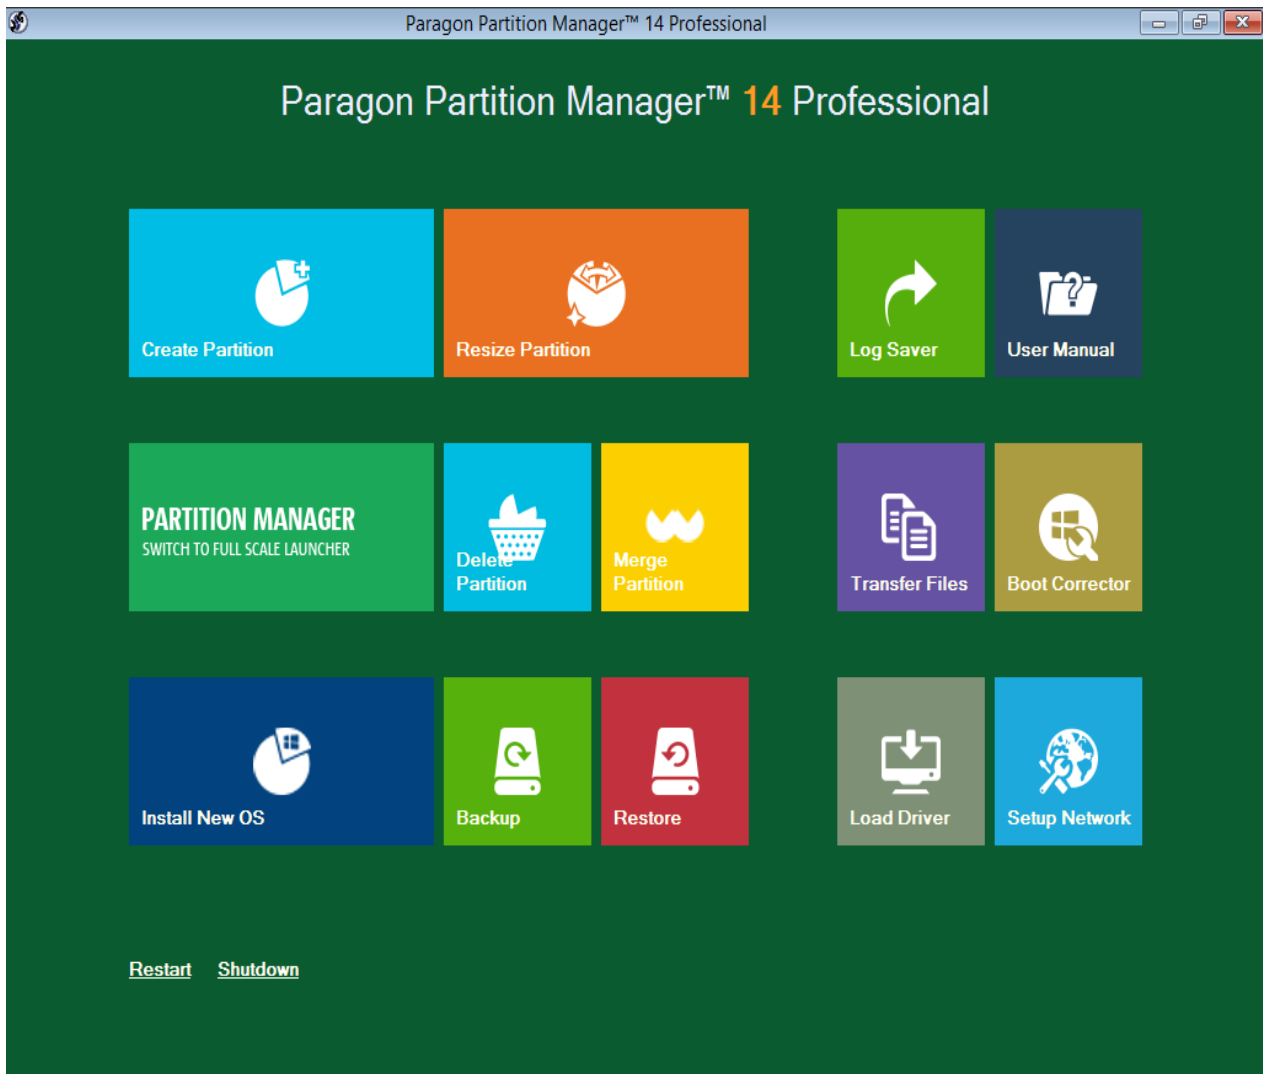 Paragon Partition Manager™ 14 Professional
Paragon Partition Manager™ 14 Professional
Create Partition
Resize Partition
Log Saver
User Manual
PARTITION MANAGER
SWITCH TO FULL SCALE LAUNCHER
Delete
Partition
Merge
Partition
Transfer Files
Boot Corrector
Install New OS
Backup
Restore
Load Driver
Setup Network
Restart
Shutdown